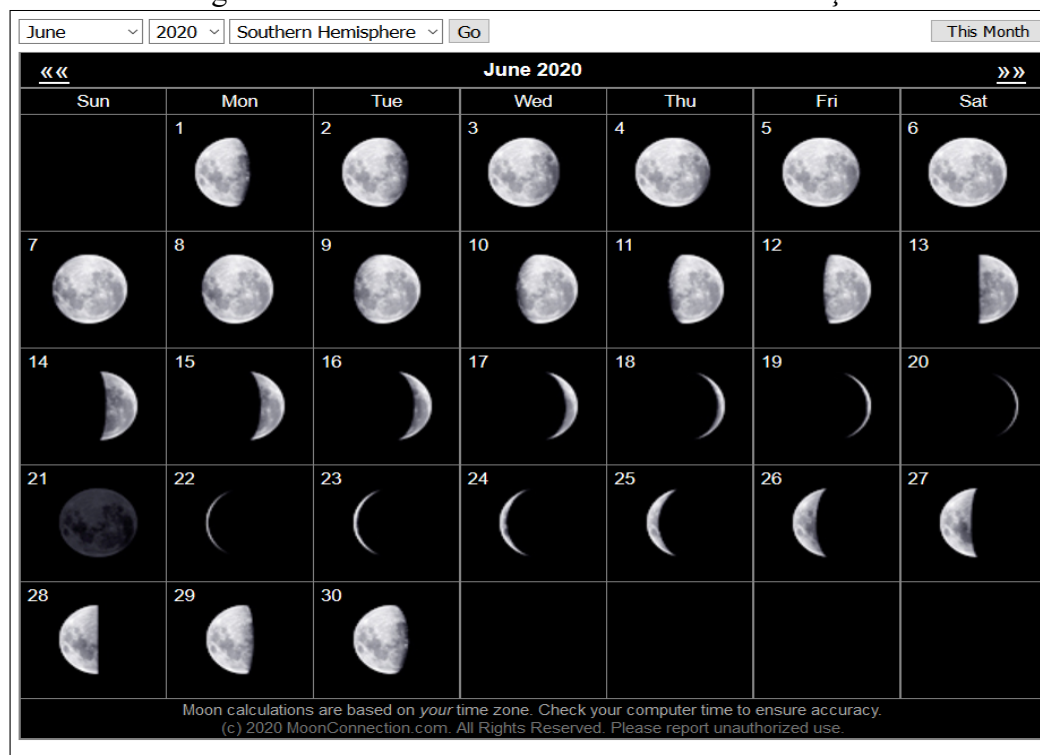 June 2020 Southern Hemisphere Go This Month
«« June 2020 »»
Sun Mon Tue Wed Thu Fri Sat
1 2 3 4 5 6
7 8 9 10 11 12 13
14 15 16 17 18 19 20
21 22 23 24 25 26 27
28 29 30
Moon calculations are based on your time zone. Check your computer time to ensure accuracy.
(c) 2020 MoonConnection.com. All Rights Reserved. Please report unauthorized use.